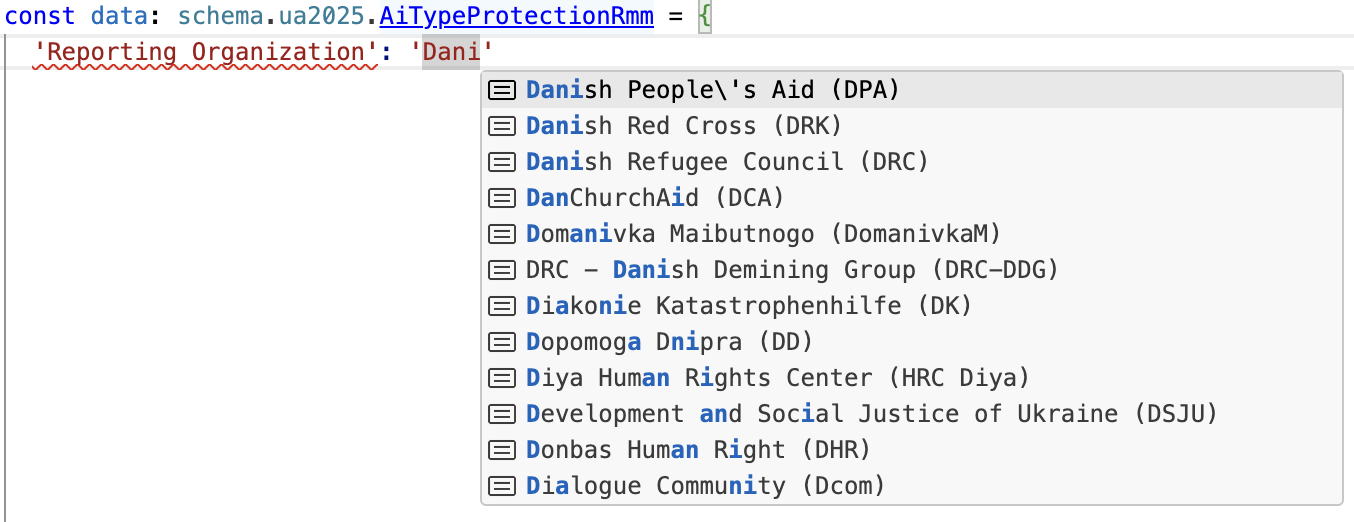 const data: schema.ua2025.AiTypeProtectionRmm = {
'Reporting Organization': 'Dani'
Danish People\'s Aid (DPA)
Danish Red Cross (DRK)
Danish Refugee Council (DRC)
DanChurchAid (DCA)
Domanivka Maibutnogo (DomanivkaM)
DRC – Danish Demining Group (DRC–DDG)
Diakonie Katastrophenhilfe (DK)
Dopomoga Dnipra (DD)
Diya Human Rights Center (HRC Diya)
Development and Social Justice of Ukraine (DSJU)
Donbas Human Right (DHR)
Dialogue Community (Dcom)